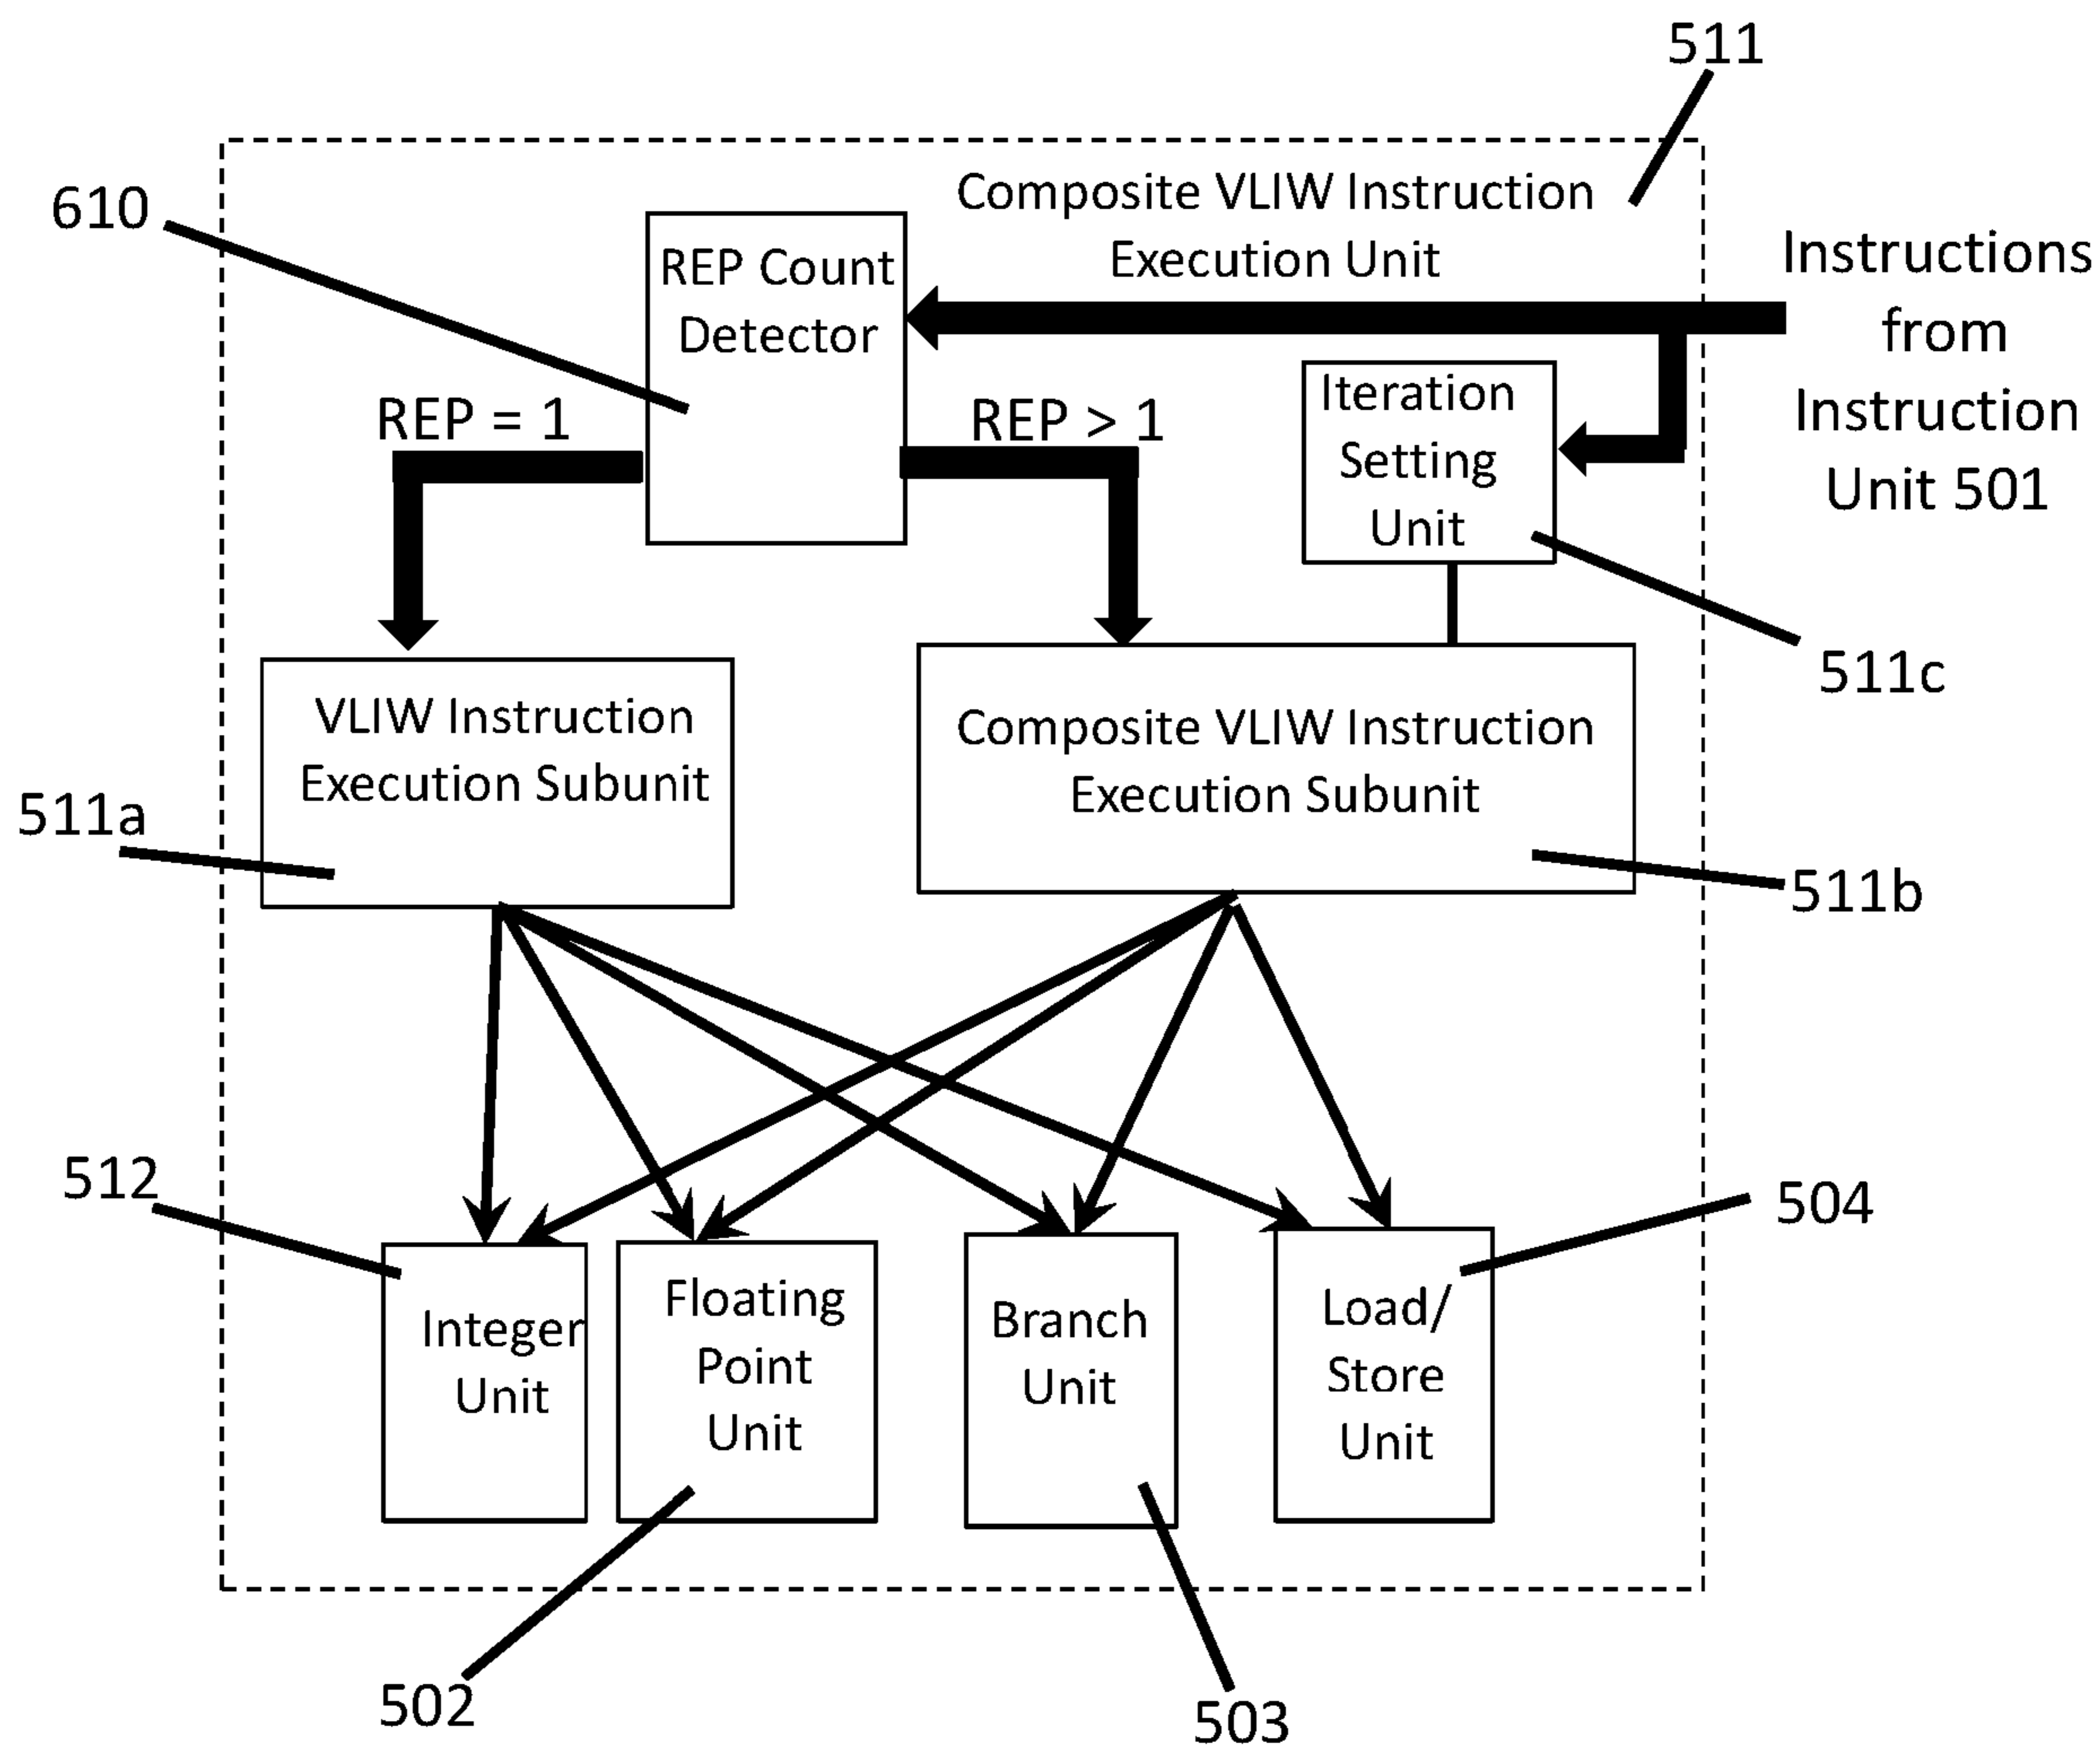 511
610
Composite VLIW Instruction
Execution Unit
REP Count
Detector
Instructions
from
Instruction
Unit 501
REP = 1
REP > 1
Iteration
Setting
Unit
511c
VLIW Instruction
Execution Subunit
Composite VLIW Instruction
Execution Subunit
511a
511b
512
504
Integer
Unit
Floating
Point
Unit
Branch
Unit
Load/
Store
Unit
502
503